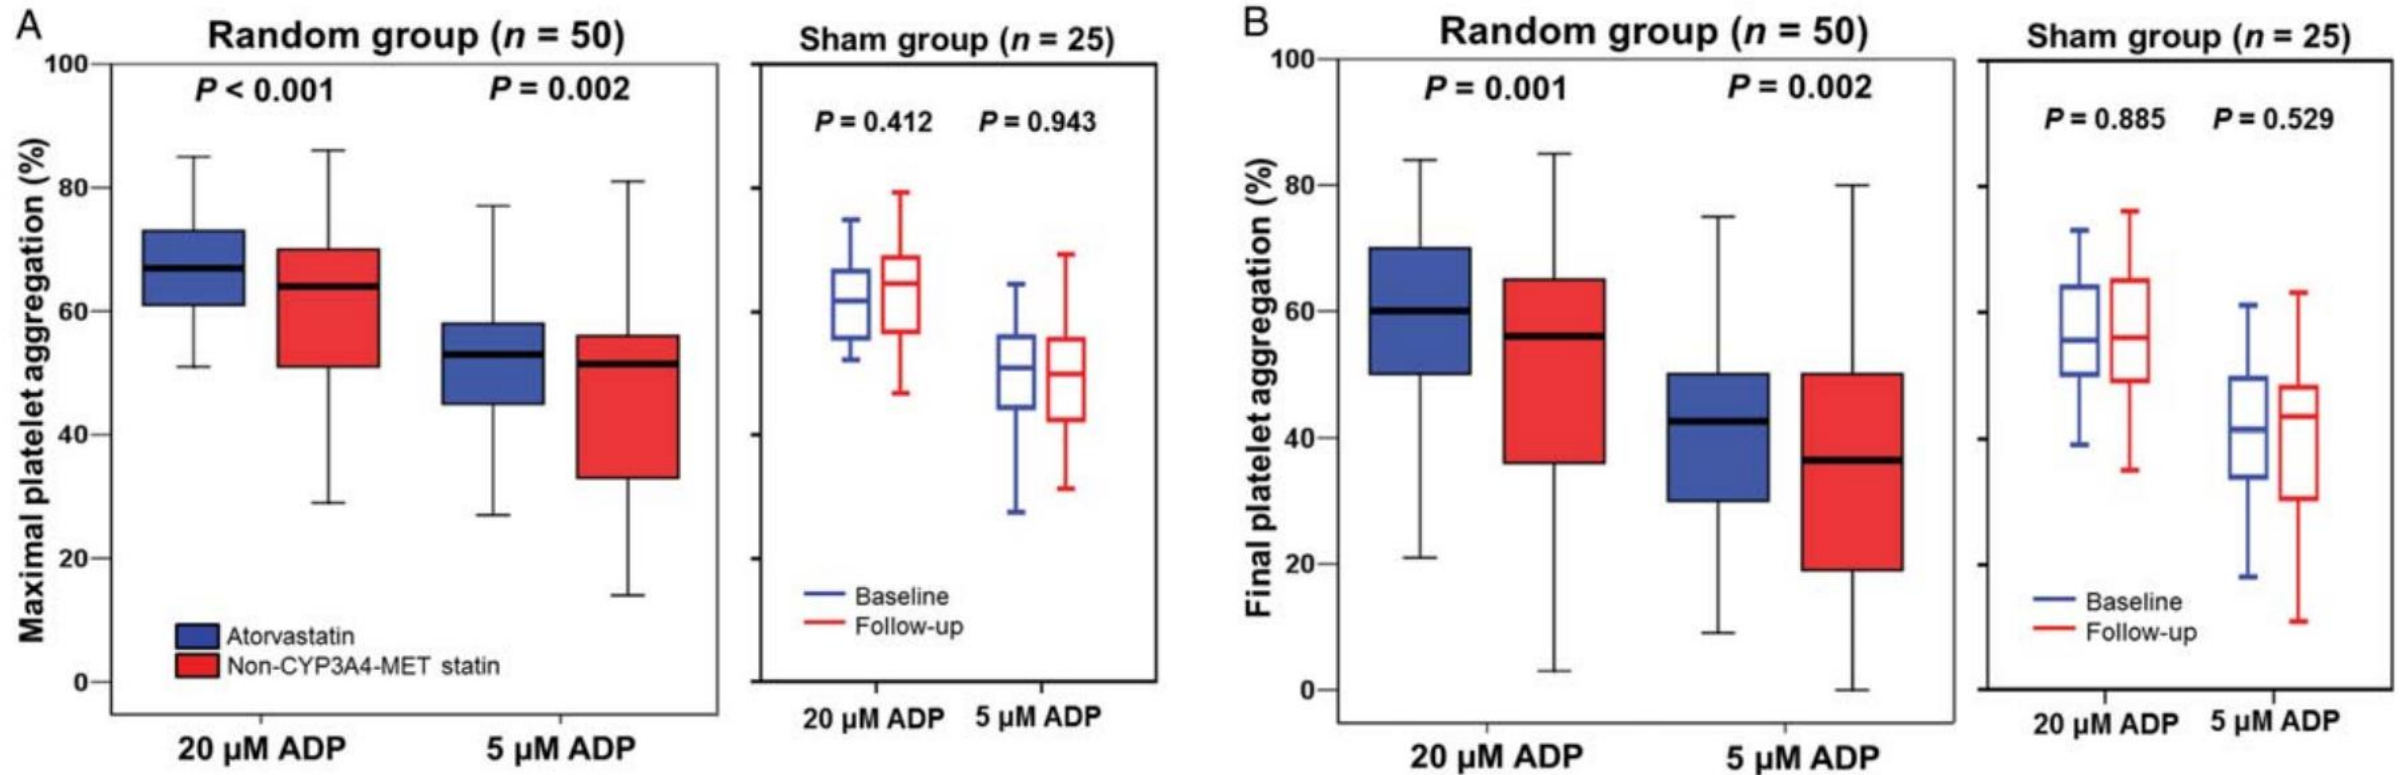 A
Random group (n = 50)
Sham group (n = 25)
P < 0.001
P = 0.002
P = 0.412
P = 0.943
Maximal platelet aggregation (%)
100
80
60
40
20
0
Atorvastatin
Non-CYP3A4-MET statin
Baseline
Follow-up
20 µM ADP
5 µM ADP
20 µM ADP
5 µM ADP
B
Random group (n = 50)
Sham group (n = 25)
P = 0.001
P = 0.002
P = 0.885
P = 0.529
Final platelet aggregation (%)
100
80
60
40
20
0
Baseline
Follow-up
20 µM ADP
5 µM ADP
20 µM ADP
5 µM ADP